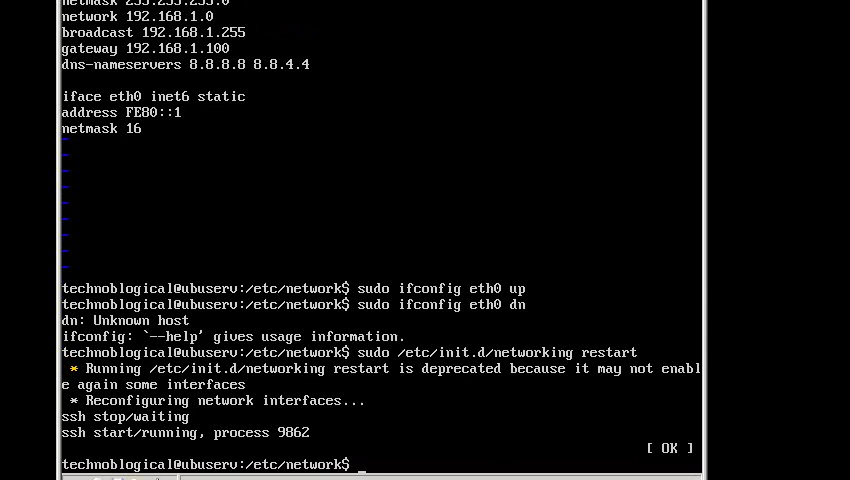 netmask 255.255.255.0
network 192.168.1.0
broadcast 192.168.1.255
gateway 192.168.1.100
dns-nameservers 8.8.8.8 8.8.4.4
iface eth0 inet6 static
address FE80::1
netmask 16
~
~
~
~
~
~
~
~
~
technoblogical@ubuserv:/etc/network$ sudo ifconfig eth0 up
technoblogical@ubuserv:/etc/network$ sudo ifconfig eth0 dn
dn: Unknown host
ifconfig: `--help' gives usage information.
technoblogical@ubuserv:/etc/network$ sudo /etc/init.d/networking restart
* Running /etc/init.d/networking restart is deprecated because it may not enabl
e again some interfaces
* Reconfiguring network interfaces...
ssh stop/waiting
ssh start/running, process 9862
[ OK ]
technoblogical@ubuserv:/etc/network$ _